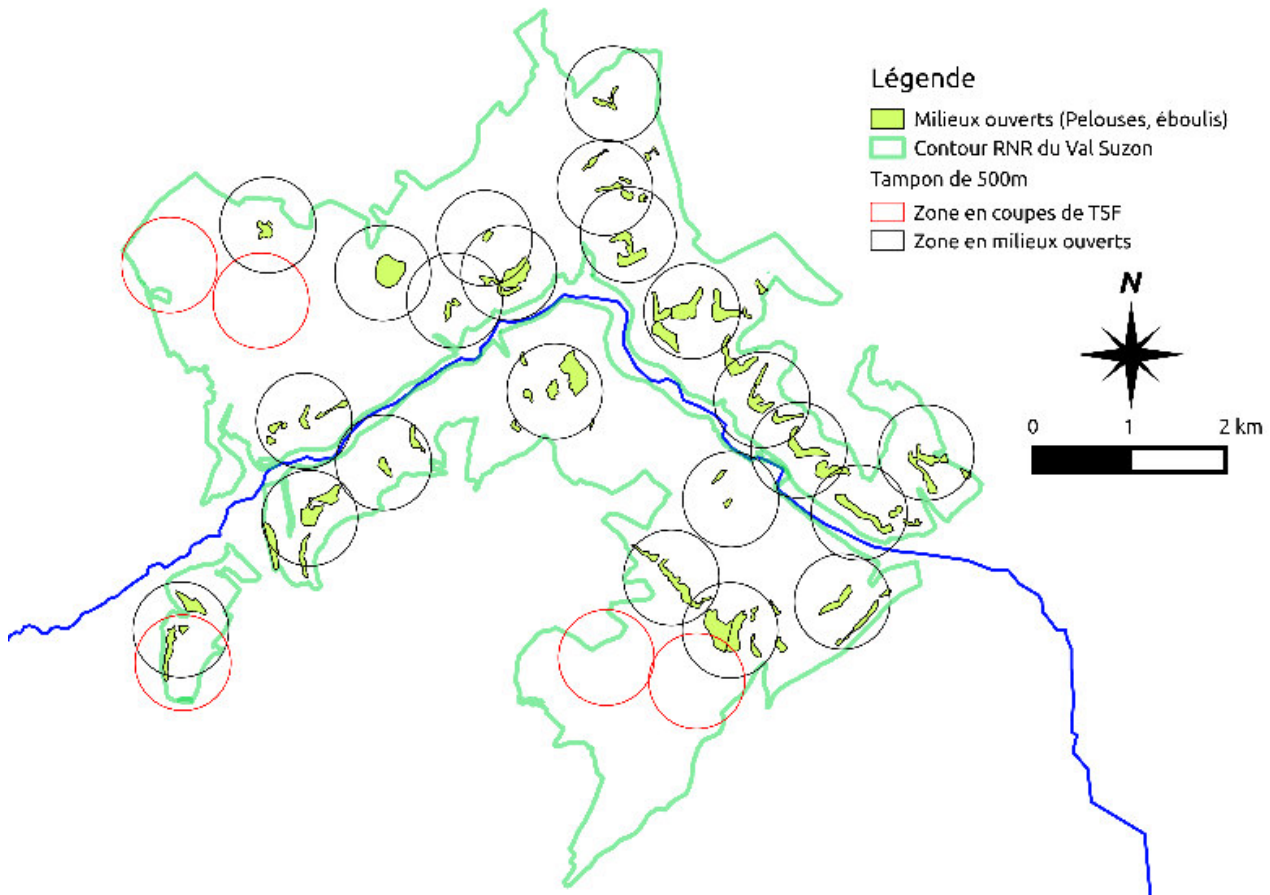 Légende
Milieux ouverts (Pelouses, éboulis)
Contour RNR du Val Suzon
Tampon de 500m
Zone en coupes de TSF
Zone en milieux ouverts
N
0 1 2 km